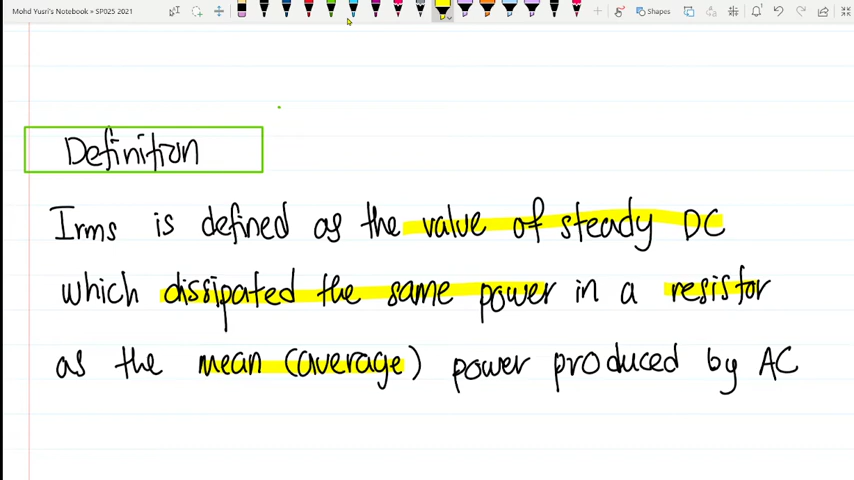 Mohd Yusri's Notebook » SP025 2021
Shapes
Definition
Irms is defined as the value of steady DC
which dissipated the same power in a resistor
as the mean (average) power produced by AC